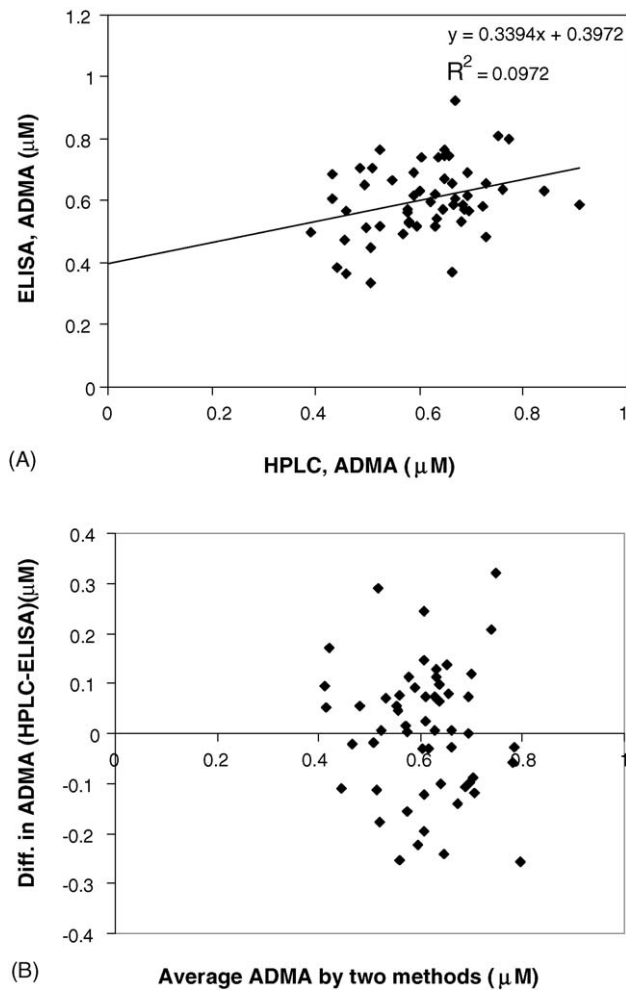 y = 0.3394x + 0.3972
R² = 0.0972
1.2
1
0.8
0.6
0.4
0.2
0
0 0.2 0.4 0.6 0.8 1
ELISA, ADMA (μM)
HPLC, ADMA (μM)
(A)
0.4
0.3
0.2
0.1
0
-0.1
-0.2
-0.3
-0.4
0 0.2 0.4 0.6 0.8 1
Diff. in ADMA (HPLC-ELISA)(μM)
Average ADMA by two methods (μM)
(B)